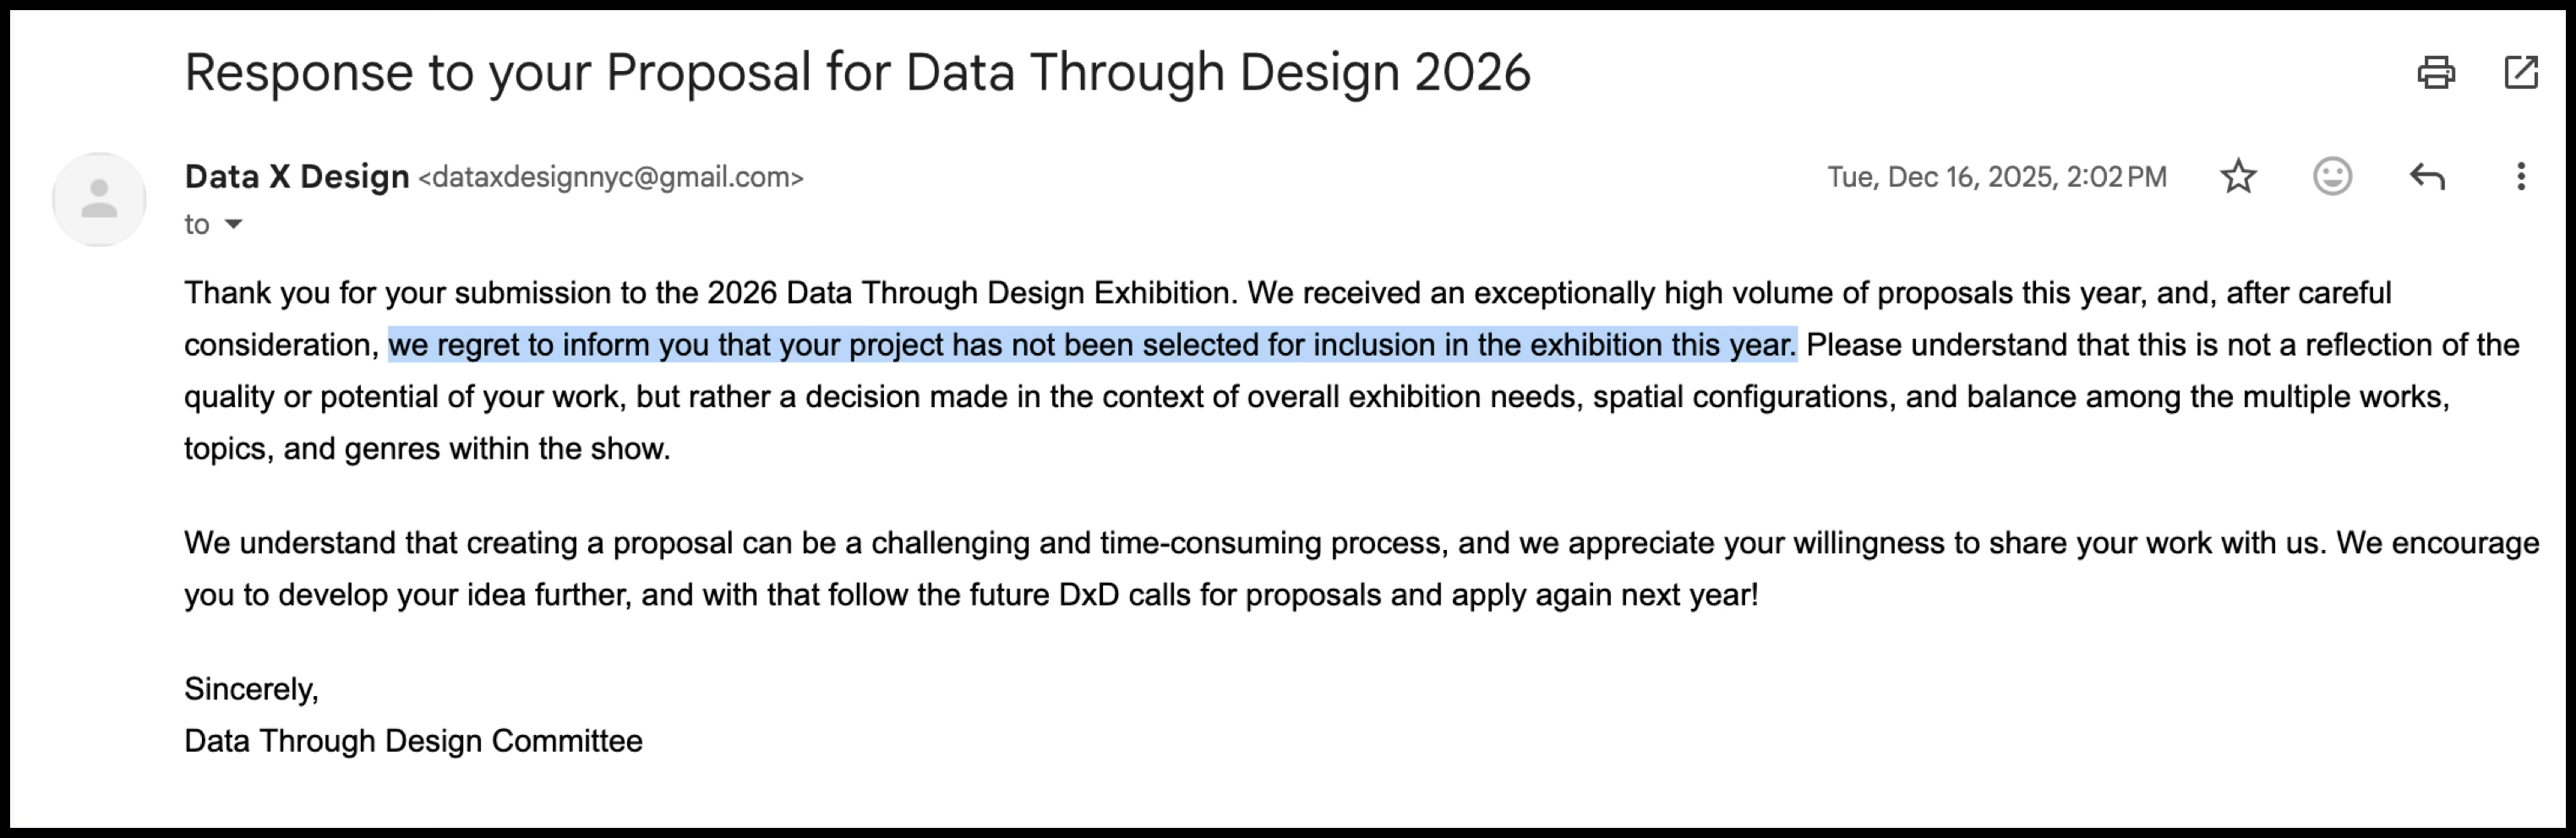 Response to your Proposal for Data Through Design 2026
Data X Design <dataxdesignnyc@gmail.com>
Tue, Dec 16, 2025, 2:02 PM
to
Thank you for your submission to the 2026 Data Through Design Exhibition. We received an exceptionally high volume of proposals this year, and, after careful
consideration, we regret to inform you that your project has not been selected for inclusion in the exhibition this year. Please understand that this is not a reflection of the
quality or potential of your work, but rather a decision made in the context of overall exhibition needs, spatial configurations, and balance among the multiple works,
topics, and genres within the show.
We understand that creating a proposal can be a challenging and time-consuming process, and we appreciate your willingness to share your work with us. We encourage
you to develop your idea further, and with that follow the future DxD calls for proposals and apply again next year!
Sincerely,
Data Through Design Committee